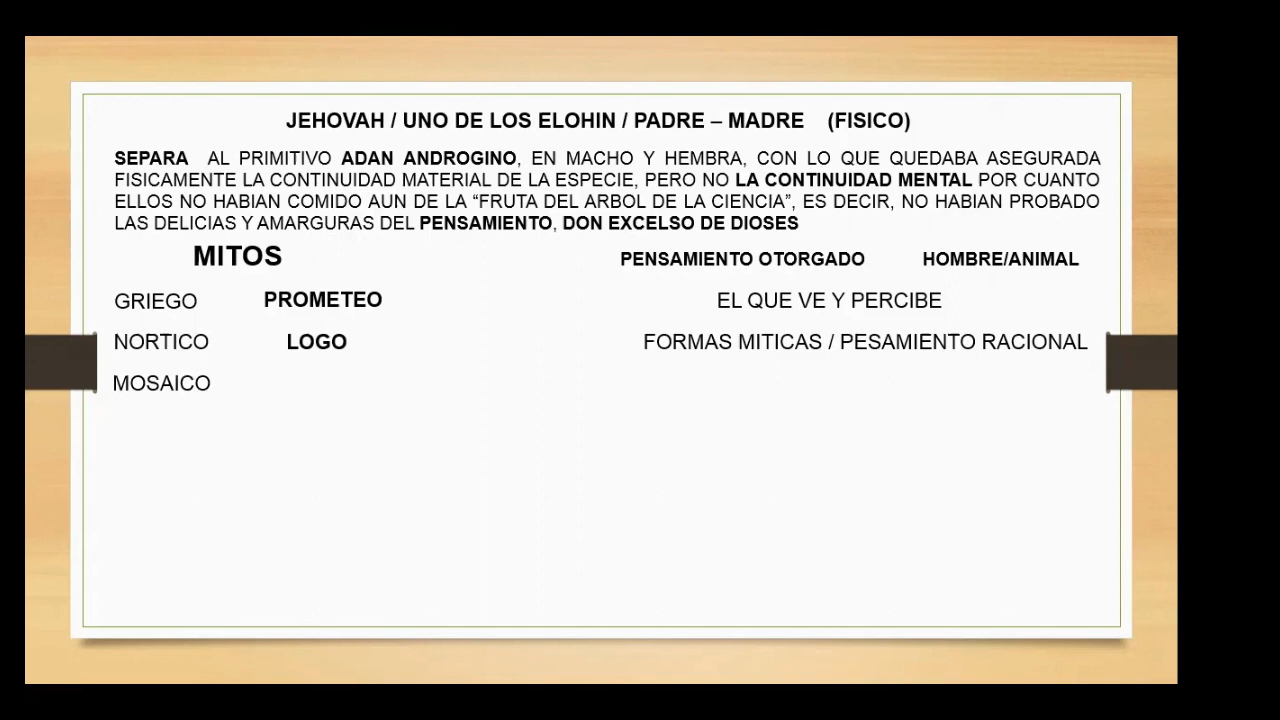 JEHOVAH / UNO DE LOS ELOHIN / PADRE – MADRE (FISICO)
SEPARA AL PRIMITIVO ADAN ANDROGINO, EN MACHO Y HEMBRA, CON LO QUE QUEDABA ASEGURADA
FISICAMENTE LA CONTINUIDAD MATERIAL DE LA ESPECIE, PERO NO LA CONTINUIDAD MENTAL POR CUANTO
ELLOS NO HABIAN COMIDO AUN DE LA “FRUTA DEL ARBOL DE LA CIENCIA”, ES DECIR, NO HABIAN PROBADO
LAS DELICIAS Y AMARGURAS DEL PENSAMIENTO, DON EXCELSO DE DIOSES
MITOS PENSAMIENTO OTORGADO HOMBRE/ANIMAL
GRIEGO PROMETEO EL QUE VE Y PERCIBE
NORTICO LOGO FORMAS MITICAS / PESAMIENTO RACIONAL
MOSAICO